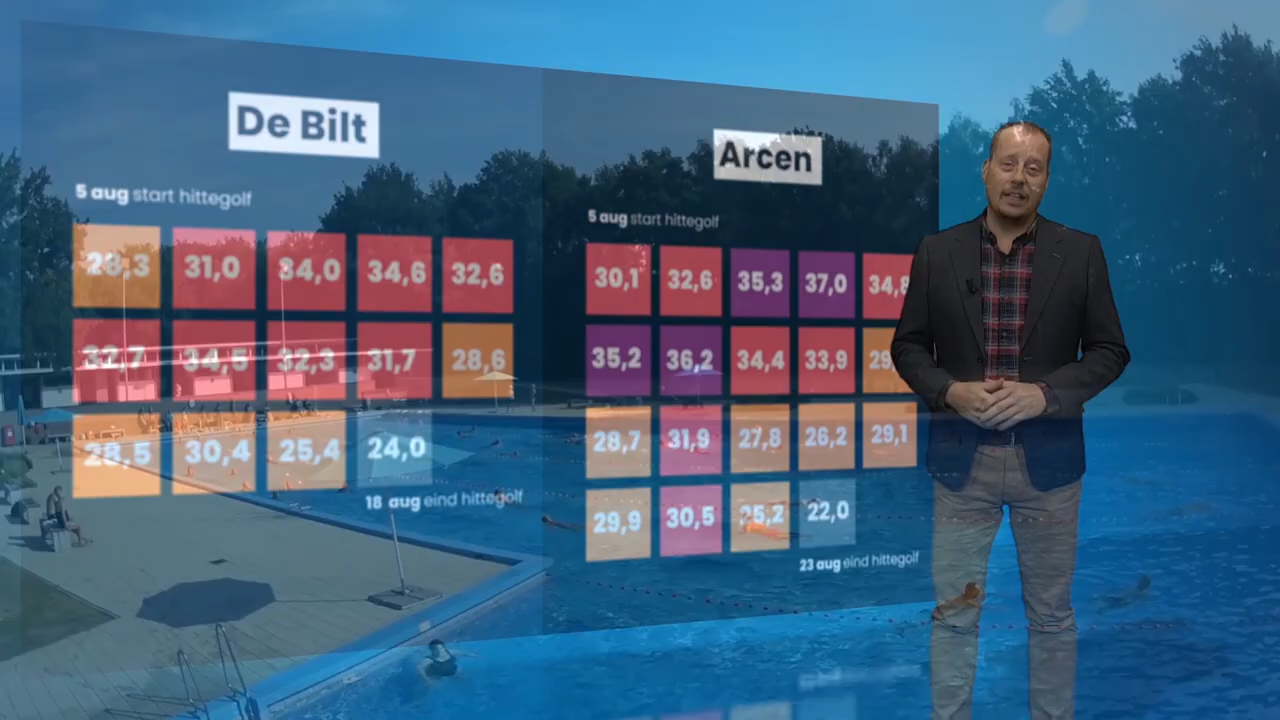 De Bilt
5 aug start hittegolf
28,3 31,0 34,0 34,6 32,6
32,7 34,5 32,3 31,7 28,6
28,5 30,4 25,4 24,0
18 aug eind hittegolf
Arcen
5 aug start hittegolf
30,1 32,6 35,3 37,0 34,8
35,2 36,2 34,4 33,9 29,
28,7 31,9 27,8 26,2 29,1
29,9 30,5 25,2 22,0
23 aug eind hittegolf